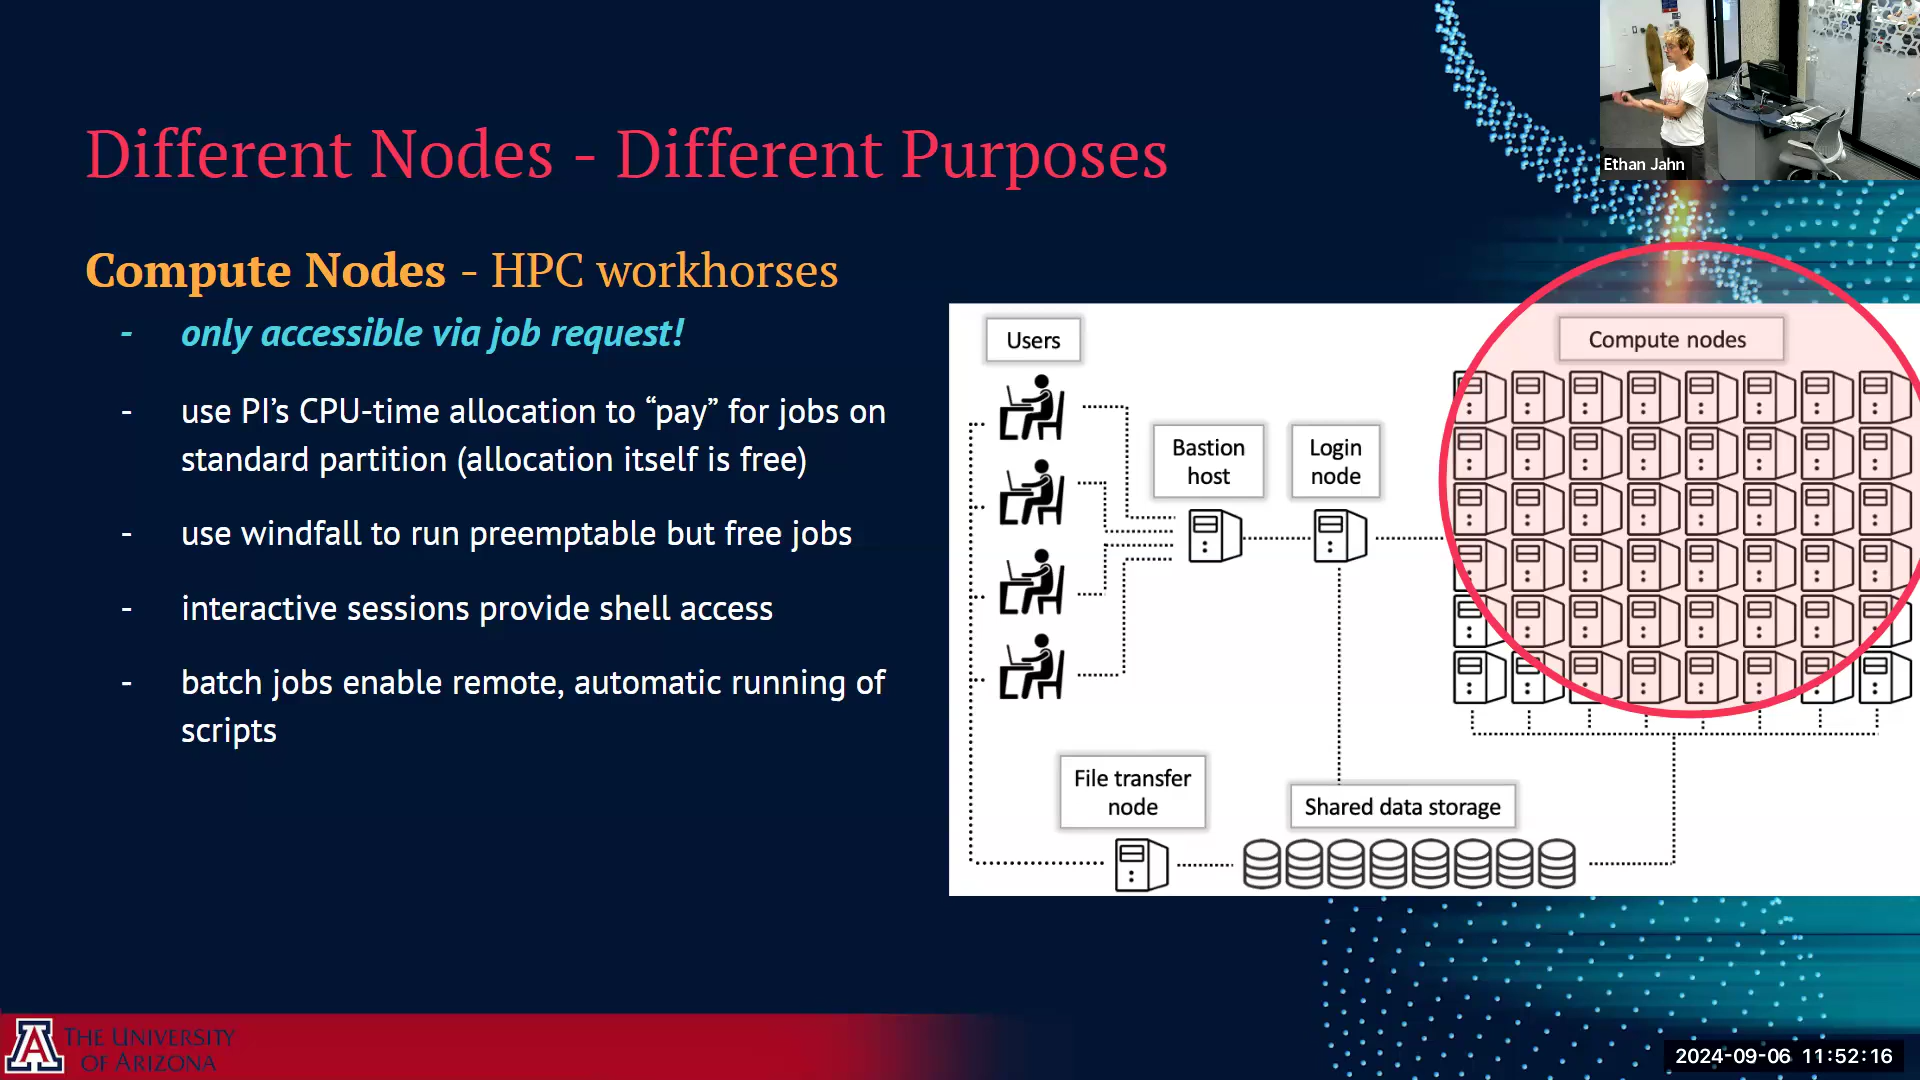 Different Nodes - Different Purposes
Compute Nodes - HPC workhorses
- only accessible via job request!
- use PI’s CPU-time allocation to “pay” for jobs on
standard partition (allocation itself is free)
- use windfall to run preemptable but free jobs
- interactive sessions provide shell access
- batch jobs enable remote, automatic running of
scripts
Ethan Jahn
Users
Compute nodes
Bastion
host
Login
node
File transfer
node
Shared data storage
A
THE UNIVERSITY
OF ARIZONA
2024-09-06 11:52:16